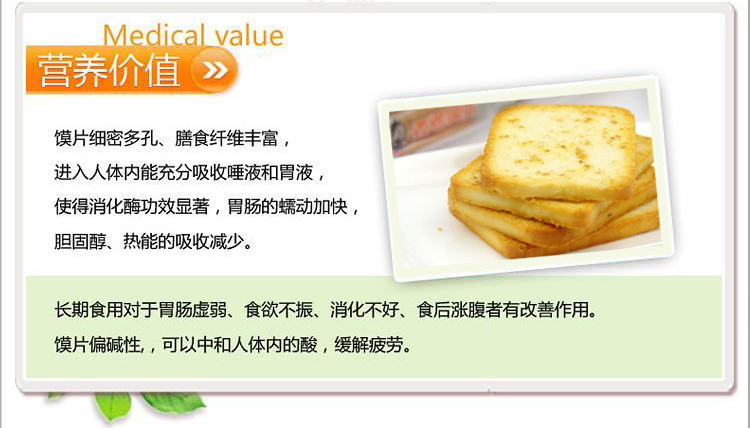 Medical value
营养价值 »
馍片细密多孔、膳食纤维丰富，
进入人体内能充分吸收唾液和胃液，
使得消化酶功效显著，胃肠的蠕动加快，
胆固醇、热能的吸收减少。
长期食用对于胃肠虚弱、食欲不振、消化不好、食后涨腹者有改善作用。
馍片偏碱性,，可以中和人体内的酸，缓解疲劳。